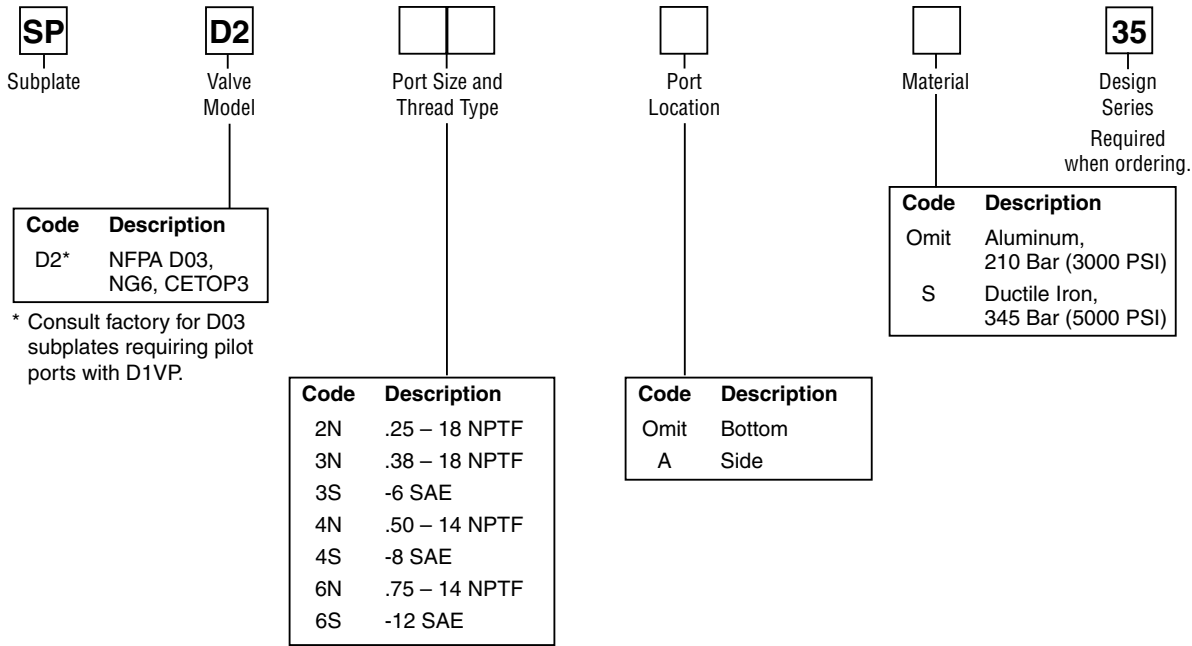 SP
D2
35
Subplate
Valve
Model
Port Size and
Thread Type
Port
Location
Material
Design
Series
Required
when ordering.
Code Description
D2* NFPA D03,
NG6, CETOP3
* Consult factory for D03
subplates requiring pilot
ports with D1VP.
Code Description
2N .25 – 18 NPTF
3N .38 – 18 NPTF
3S -6 SAE
4N .50 – 14 NPTF
4S -8 SAE
6N .75 – 14 NPTF
6S -12 SAE
Code Description
Omit Bottom
A Side
Code Description
Omit Aluminum,
210 Bar (3000 PSI)
S Ductile Iron,
345 Bar (5000 PSI)